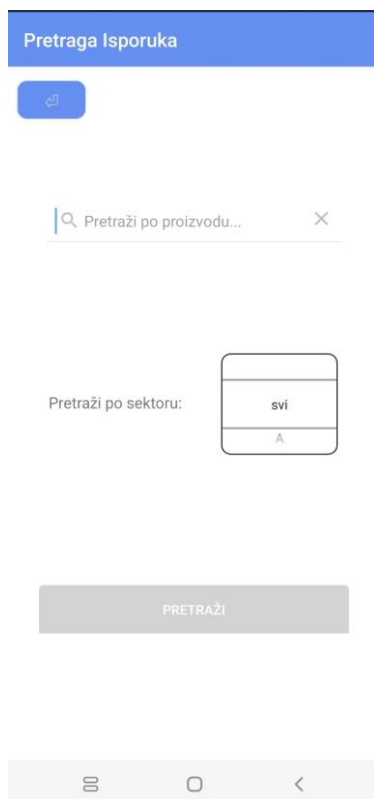 Pretraga Isporuka
⏎
Pretraži po proizvodu...
Pretraži po sektoru:
svi
A
PRETRAŽI